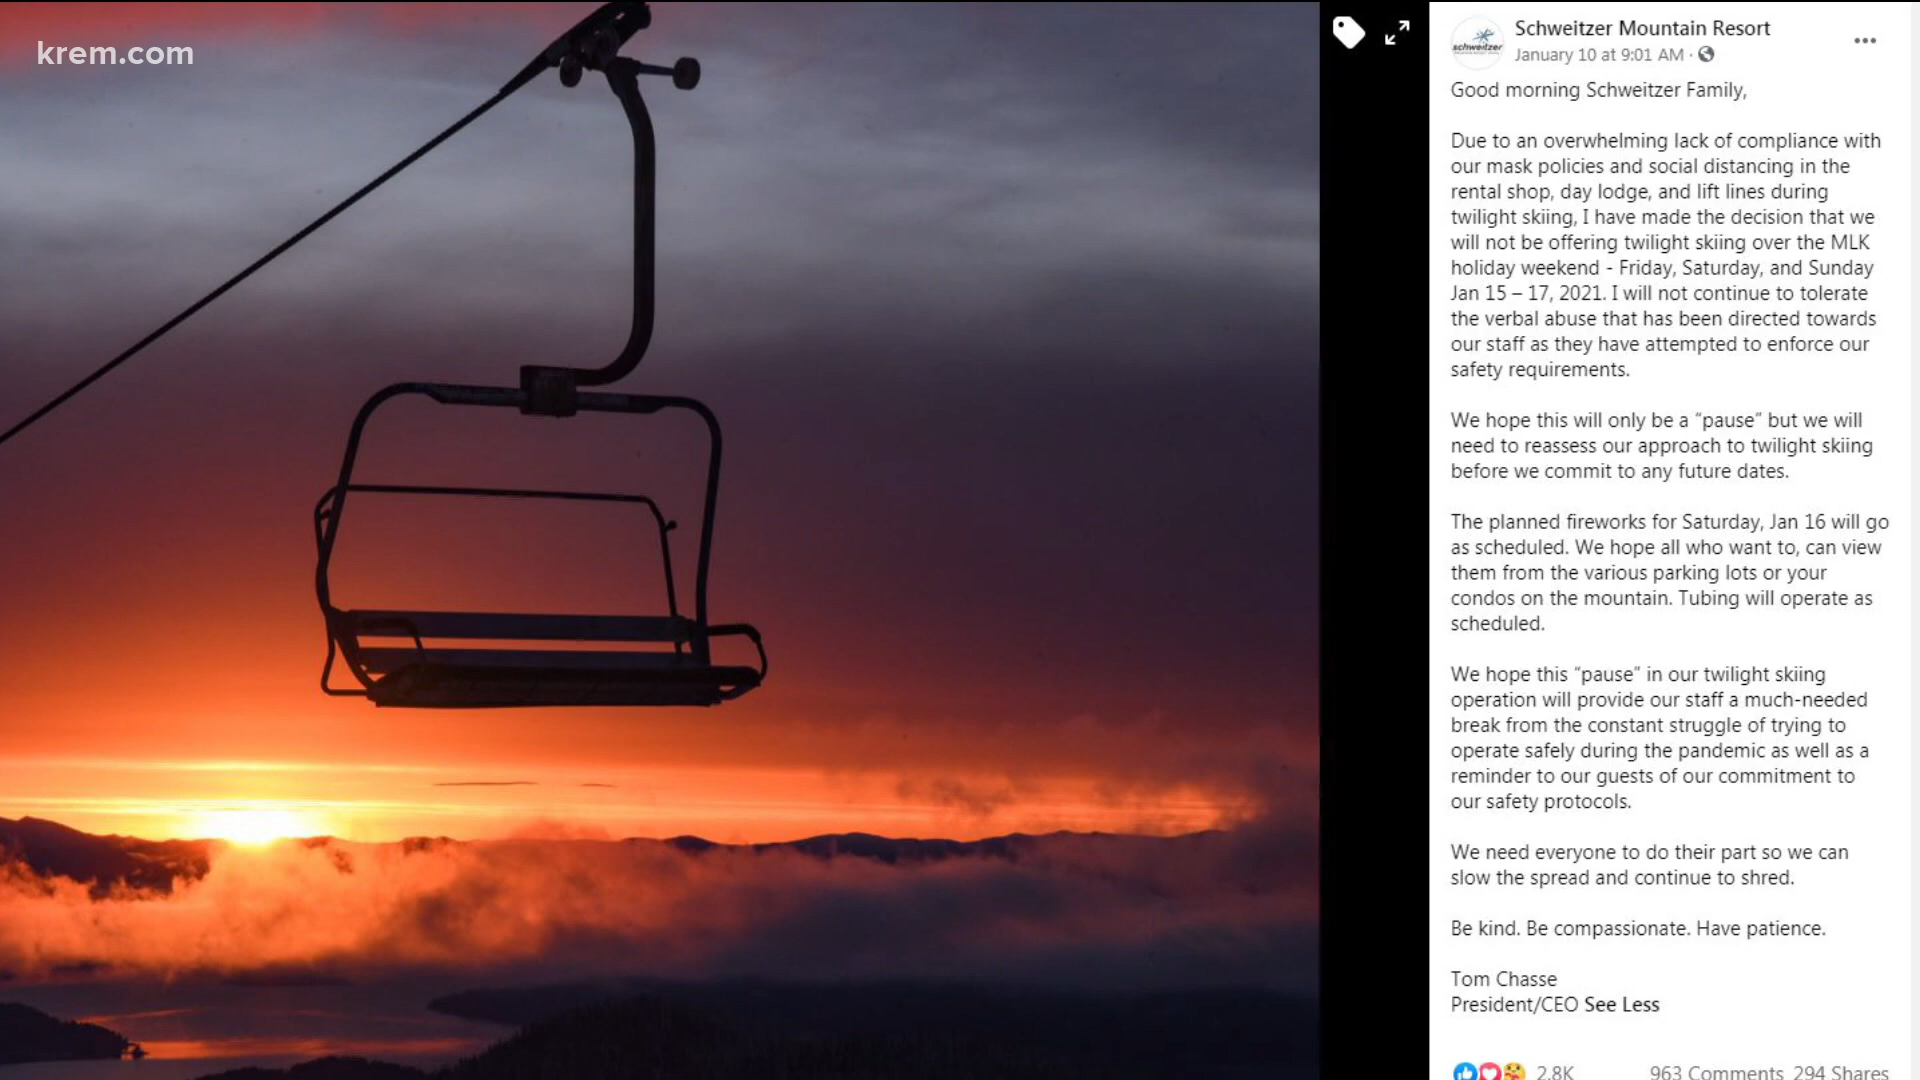 krem.com
schweitzer
Schweitzer Mountain Resort
January 10 at 9:01 AM ·
Good morning Schweitzer Family,
Due to an overwhelming lack of compliance with
our mask policies and social distancing in the
rental shop, day lodge, and lift lines during
twilight skiing, I have made the decision that we
will not be offering twilight skiing over the MLK
holiday weekend - Friday, Saturday, and Sunday
Jan 15 – 17, 2021. I will not continue to tolerate
the verbal abuse that has been directed towards
our staff as they have attempted to enforce our
safety requirements.
We hope this will only be a “pause” but we will
need to reassess our approach to twilight skiing
before we commit to any future dates.
The planned fireworks for Saturday, Jan 16 will go
as scheduled. We hope all who want to, can view
them from the various parking lots or your
condos on the mountain. Tubing will operate as
scheduled.
We hope this “pause” in our twilight skiing
operation will provide our staff a much-needed
break from the constant struggle of trying to
operate safely during the pandemic as well as a
reminder to our guests of our commitment to
our safety protocols.
We need everyone to do their part so we can
slow the spread and continue to shred.
Be kind. Be compassionate. Have patience.
Tom Chasse
President/CEO See Less
2.8K 963 Comments 294 Shares